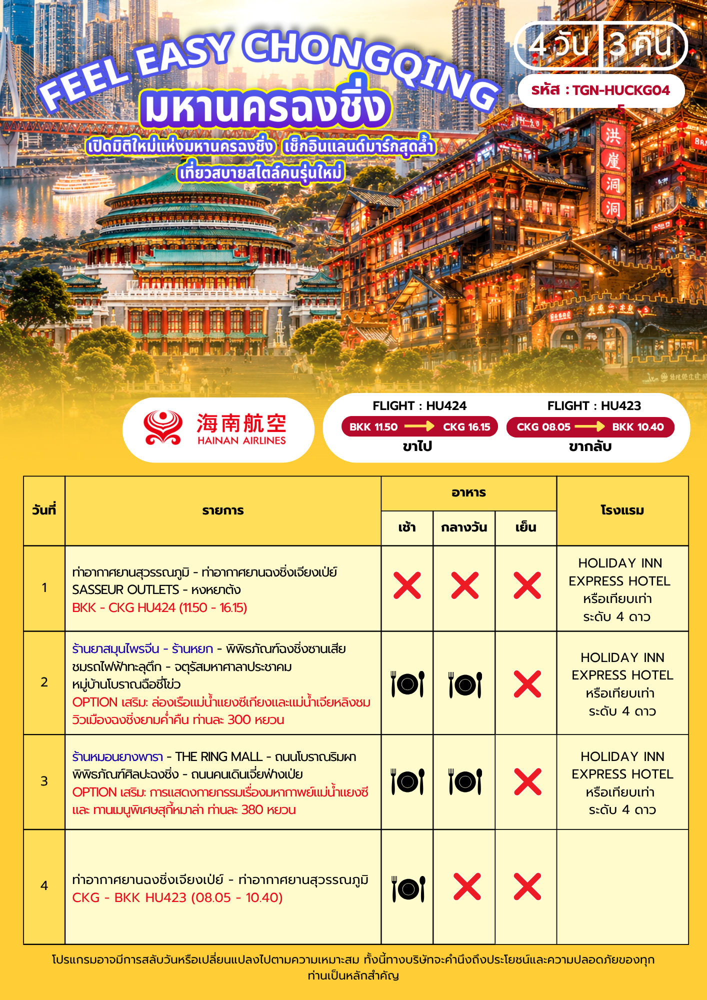 FEEL EASY CHONGQING
มหานครฉงชิ่ง
เปิดมิติใหม่แห่งมหานครฉงชิ่ง เช็กอินแลนด์มาร์กสุดล้ำ
เที่ยวสบายสไตล์คนรุ่นใหม่
4 วัน 3 คืน
รหัส : TGN-HUCKG04
5
洪
崖
洞
洞
海南航空
HAINAN AIRLINES
FLIGHT : HU424
BKK 11.50 CKG 16.15
ขาไป
FLIGHT : HU423
CKG 08.05 BKK 10.40
ขากลับ
วันที่ รายการ อาหาร โรงแรม
เช้า กลางวัน เย็น
1
ท่าอากาศยานสุวรรณภูมิ - ท่าอากาศยานฉงชิ่งเจียงเป่ย์
SASSEUR OUTLETS - หงหยาต้ง
BKK - CKG HU424 (11.50 - 16.15)
HOLIDAY INN
EXPRESS HOTEL
หรือเทียบเท่า
ระดับ 4 ดาว
2
ร้านยาสมุนไพรจีน - ร้านหยก - พิพิธภัณฑ์ฉงชิ่งซานเสีย
ชมรถไฟฟ้าทะลุตึก - จตุรัสมหาศาลาประชาคม
หมู่บ้านโบราณฉือชี่โข่ว
OPTION เสริม: ล่องเรือแม่น้ำแยงซีเกียงและแม่น้ำเจียหลิงชม
วิวเมืองฉงชิ่งยามค่ำคืน ท่านละ 300 หยวน
HOLIDAY INN
EXPRESS HOTEL
หรือเทียบเท่า
ระดับ 4 ดาว
3
ร้านหมอนยางพารา - THE RING MALL - ถนนโบราณริมผา
พิพิธภัณฑ์ศิลปะฉงชิ่ง - ถนนคนเดินเจี่ยฟ่างเป่ย
OPTION เสริม: การแสดงกายกรรมเรื่องมหากาพย์แม่น้ำแยงซี
และ ทานเมนูพิเศษสุกี้หมาล่า ท่านละ 380 หยวน
HOLIDAY INN
EXPRESS HOTEL
หรือเทียบเท่า
ระดับ 4 ดาว
4
ท่าอากาศยานฉงชิ่งเจียงเป่ย์ - ท่าอากาศยานสุวรรณภูมิ
CKG - BKK HU423 (08.05 - 10.40)
โปรแกรมอาจมีการสลับวันหรือเปลี่ยนแปลงไปตามความเหมาะสม ทั้งนี้ทางบริษัทจะคำนึงถึงประโยชน์และความปลอดภัยของทุก
ท่านเป็นหลักสำคัญ